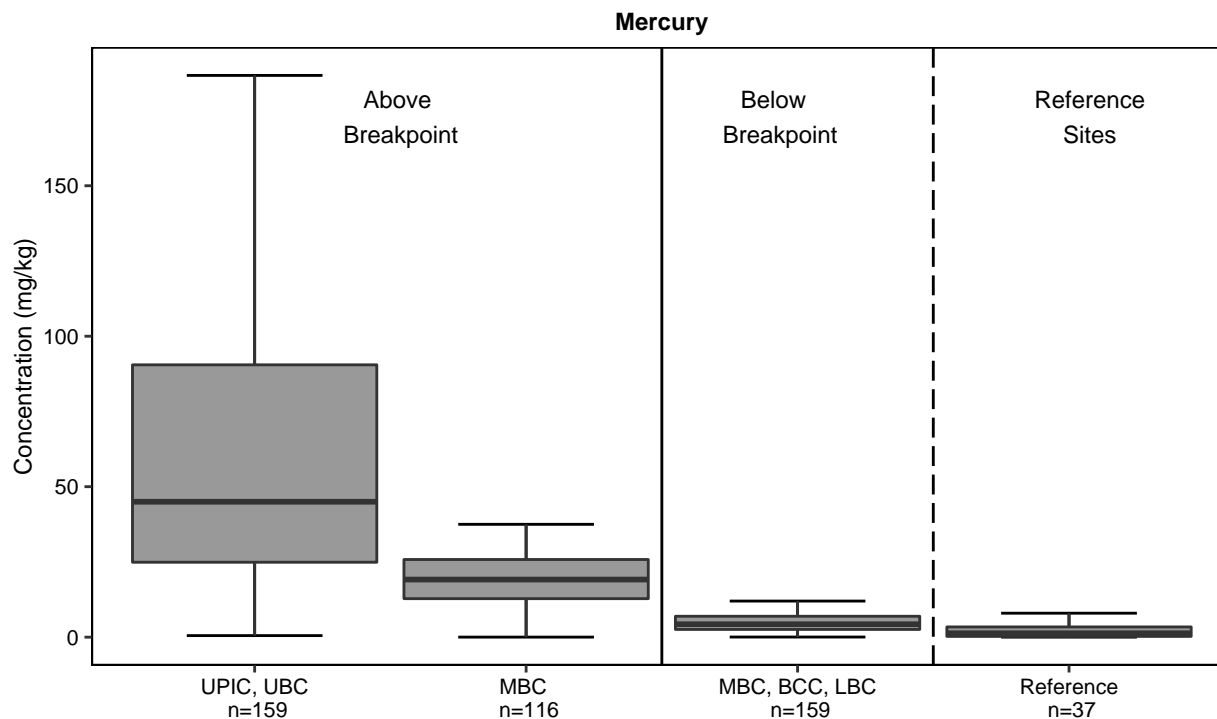 Mercury
Above
Breakpoint
Below
Breakpoint
Reference
Sites
Concentration (mg/kg)
150
100
50
0
UPIC, UBC
n=159
MBC
n=116
MBC, BCC, LBC
n=159
Reference
n=37